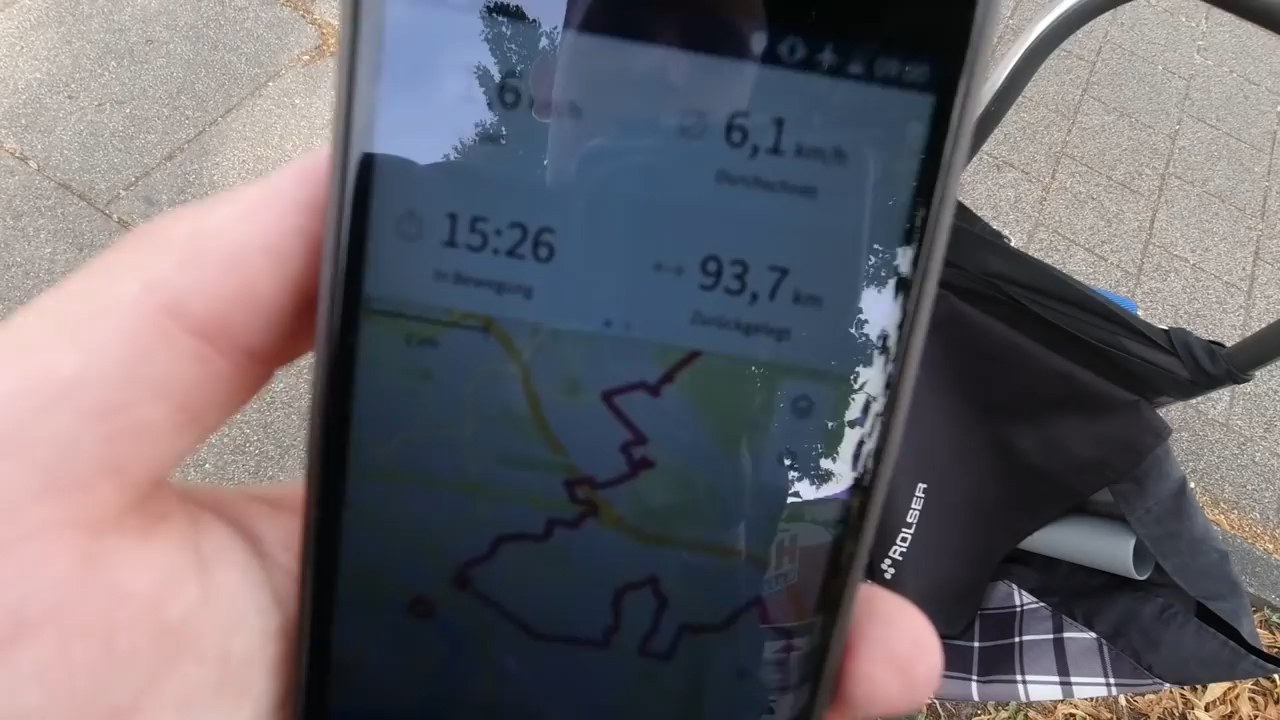 6,1 km/h
Durchschnitt
15:26
In Bewegung
93,7 km
Zurückgelegt
ROLSER